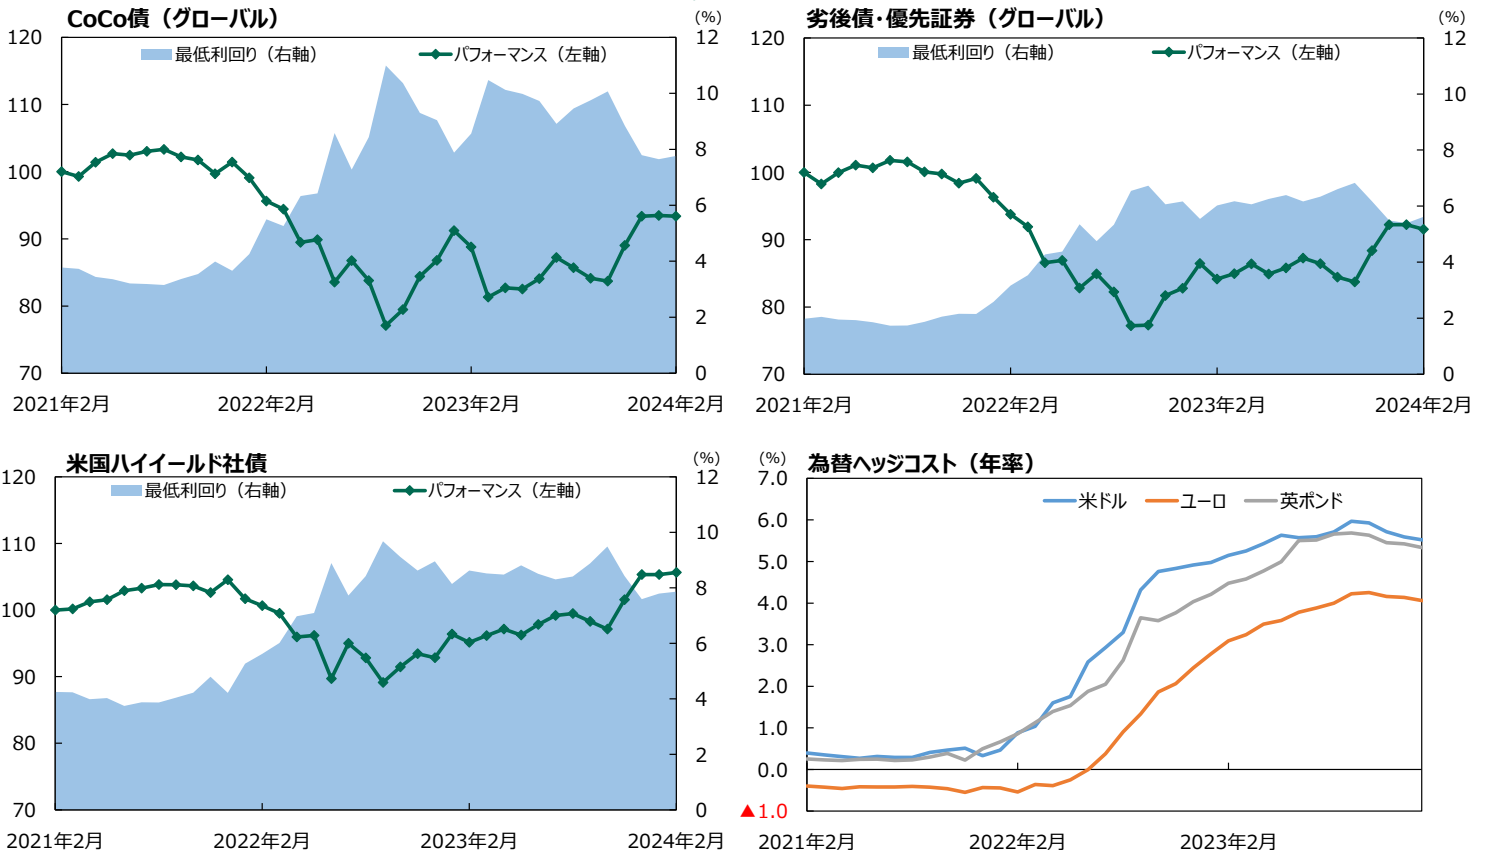 CoCo債（グローバル）
(%)
120
12
最低利回り（右軸）
パフォーマンス（左軸）
110
10
100
8
6
90
4
80
2
70
0
2021年2月
2022年2月
2023年2月
2024年2月
劣後債・優先証券（グローバル）
(%)
120
12
最低利回り（右軸）
パフォーマンス（左軸）
110
10
100
8
6
90
4
80
2
70
0
2021年2月
2022年2月
2023年2月
2024年2月
米国ハイイールド社債
(%)
120
12
最低利回り（右軸）
パフォーマンス（左軸）
110
10
100
8
6
90
4
80
2
70
0
2021年2月
2022年2月
2023年2月
2024年2月
(%)
為替ヘッジコスト（年率）
7.0
米ドル
ユーロ
英ポンド
6.0
5.0
4.0
3.0
2.0
1.0
0.0
▲1.0
2021年2月
2022年2月
2023年2月